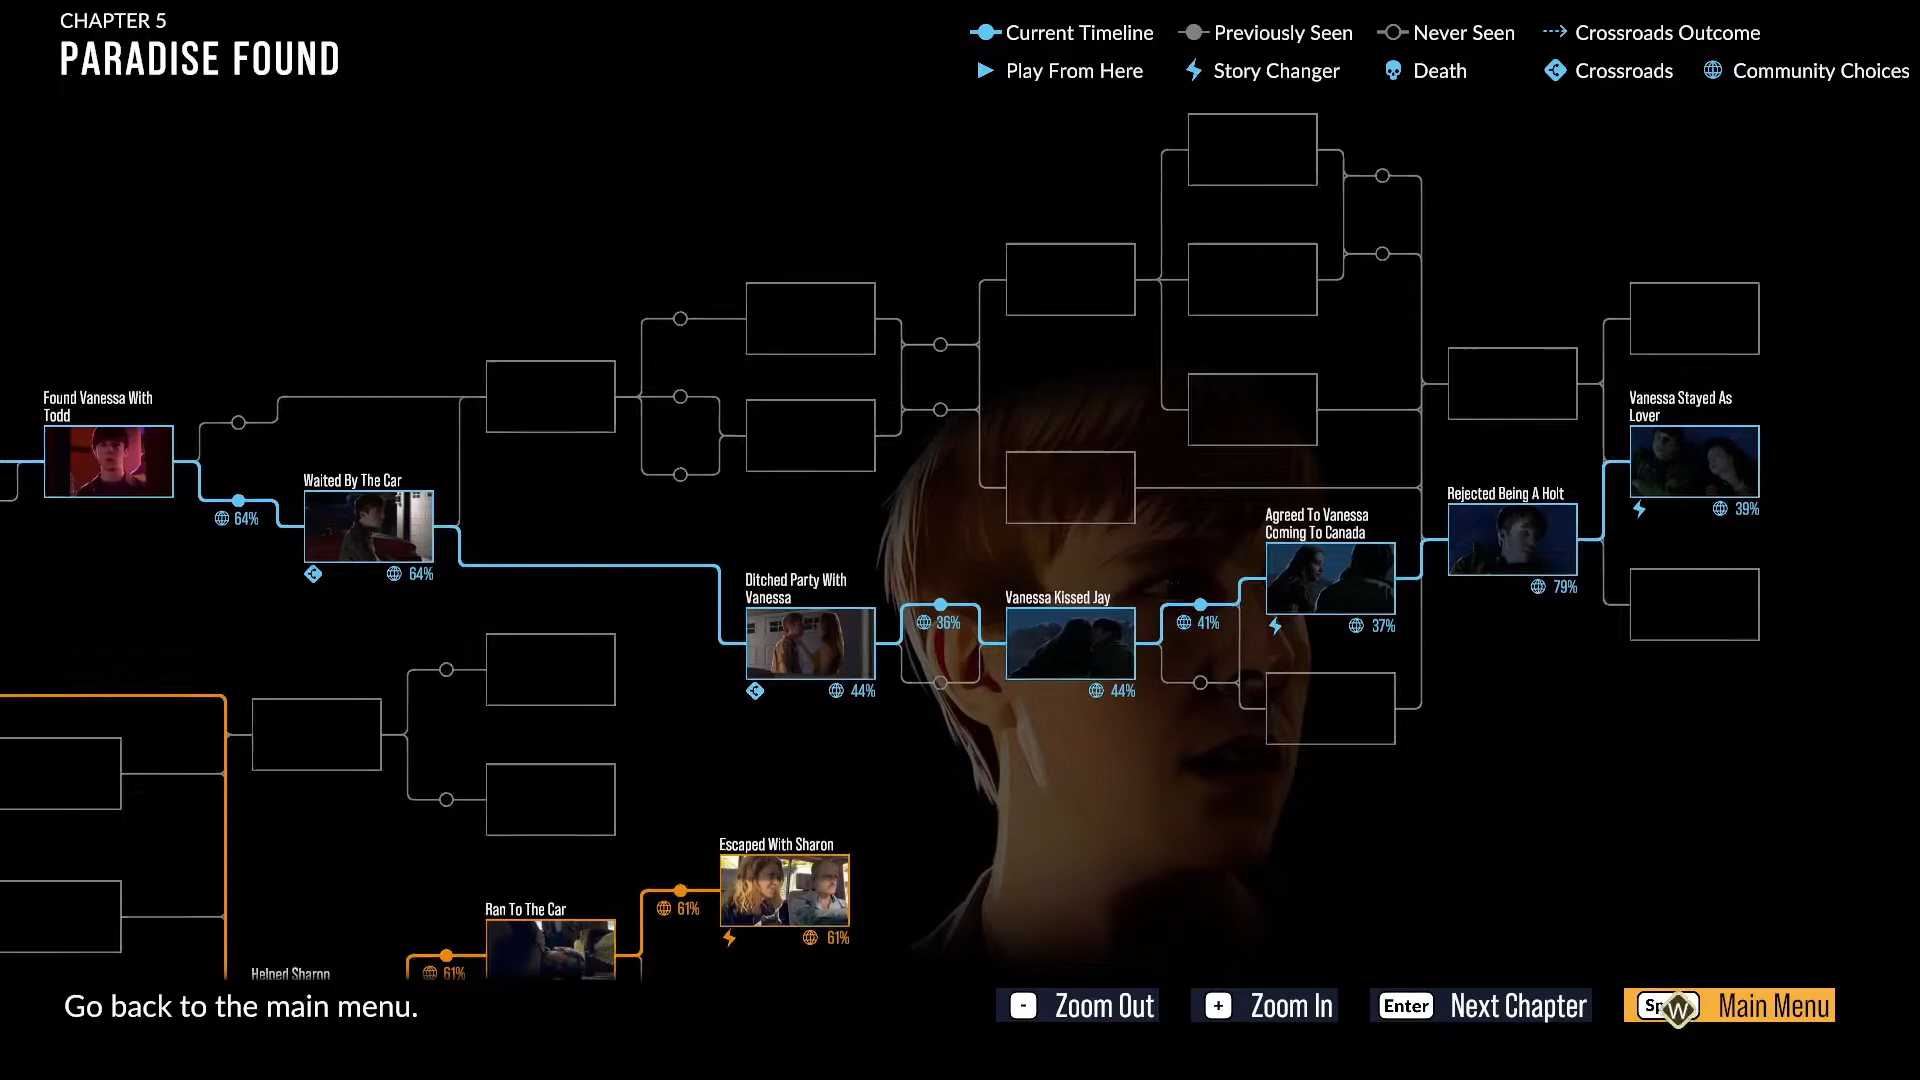 CHAPTER 5
PARADISE FOUND
Current Timeline
Previously Seen
Never Seen
Crossroads Outcome
Play From Here
Story Changer
Death
Crossroads
Community Choices
Found Vanessa With
Todd
64%
Waited By The Car
64%
Ditched Party With
Vanessa
44%
36%
Vanessa Kissed Jay
44%
41%
Agreed To Vanessa
Coming To Canada
37%
Rejected Being A Holt
79%
Vanessa Stayed As
Lover
39%
Helped Sharon
61%
Ran To The Car
61%
Escaped With Sharon
61%
Go back to the main menu.
- Zoom Out
+ Zoom In
Enter Next Chapter
W Main Menu